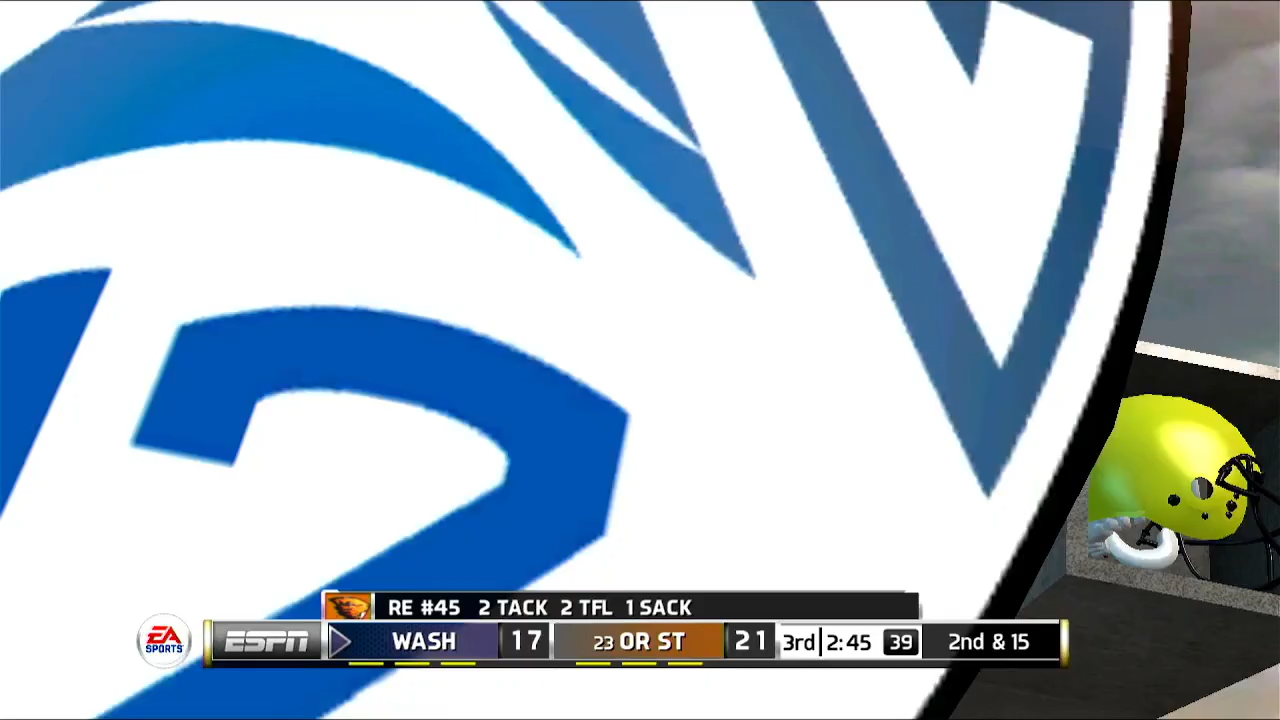 12
RE #45 2 TACK 2 TFL 1 SACK
EA SPORTS ESPN WASH 17 23 OR ST 21 3rd 2:45 39 2nd & 15